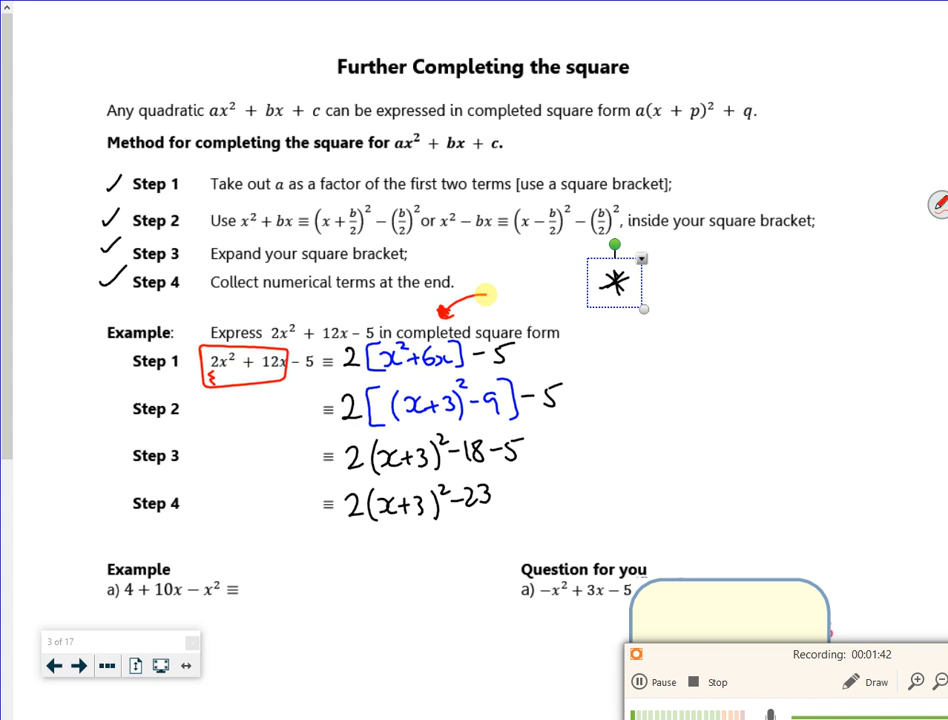 Further Completing the square
Any quadratic ax² + bx + c can be expressed in completed square form a(x + p)² + q.
Method for completing the square for ax² + bx + c.
✓ Step 1 Take out a as a factor of the first two terms [use a square bracket];
✓ Step 2 Use x² + bx ≡ (x + b/2)² − (b/2)² or x² − bx ≡ (x − b/2)² − (b/2)², inside your square bracket;
✓ Step 3 Expand your square bracket;
✓ Step 4 Collect numerical terms at the end.
*
Example: Express 2x² + 12x − 5 in completed square form
Step 1 2x² + 12x − 5 ≡ 2[x²+6x] − 5
Step 2 ≡ 2[(x+3)² − 9] − 5
Step 3 ≡ 2(x+3)² − 18 − 5
Step 4 ≡ 2(x+3)² − 23
Example
a) 4 + 10x − x² ≡
Question for you
a) −x² + 3x − 5
3 of 17
Recording: 00:01:42
Pause Stop Draw